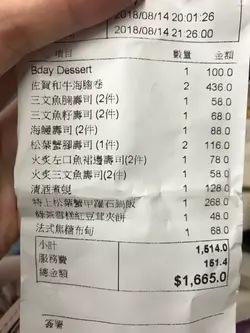 2018/08/14 20:01:26
2018/08/14 21:26:00
項目 數量 金額
Bday Dessert 1 100.0
佐賀和牛海膽卷 2 436.0
三文魚腩壽司(2件) 1 58.0
三文魚籽壽司(2件) 1 68.0
海鰻壽司(2件) 1 88.0
松葉蟹腳壽司(1件) 2 116.0
火炙左口魚裙邊壽司(2件) 1 78.0
火炙三文魚壽司(2件) 1 58.0
清酒煮蜆 1 128.0
特上松葉蟹甲羅石鍋飯 1 268.0
綠茶雪糕紅豆茸夾餅 1 48.0
法式焦糖布甸 1 68.0
小計 1,514.0
服務費 151.4
總金額 $1,665.0
簽署